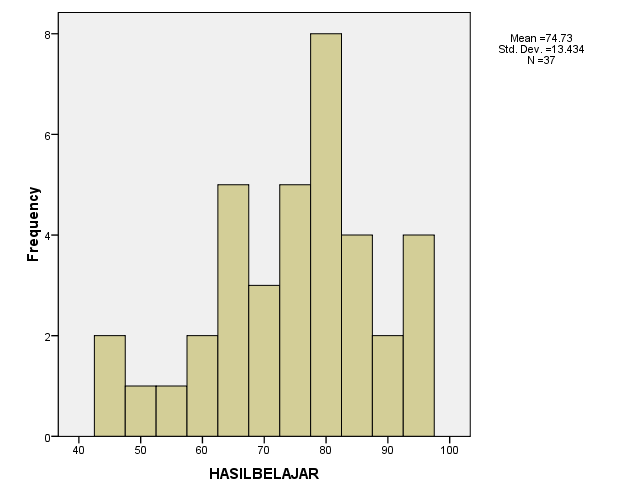 Mean =74.73
Std. Dev. =13.434
N =37
8
6
4
2
0
Frequency
40 50 60 70 80 90 100
HASILBELAJAR